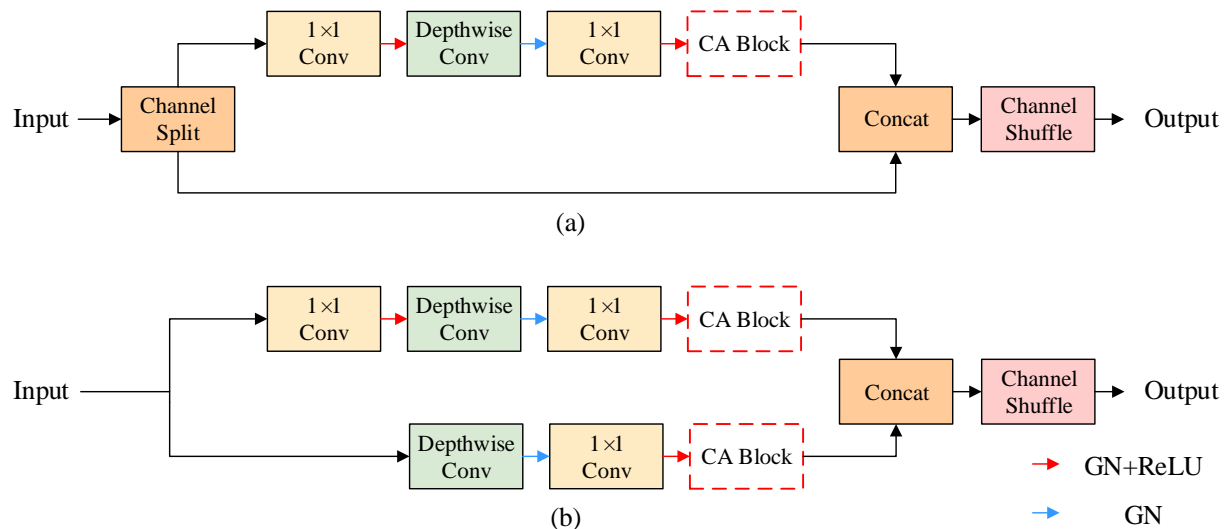 1×1
Conv
Depthwise
Conv
1×1
Conv
CA Block
Input
Channel
Split
Concat
Channel
Shuffle
Output
(a)
1×1
Conv
Depthwise
Conv
1×1
Conv
CA Block
Input
Concat
Channel
Shuffle
Output
Depthwise
Conv
1×1
Conv
CA Block
GN+ReLU
GN
(b)